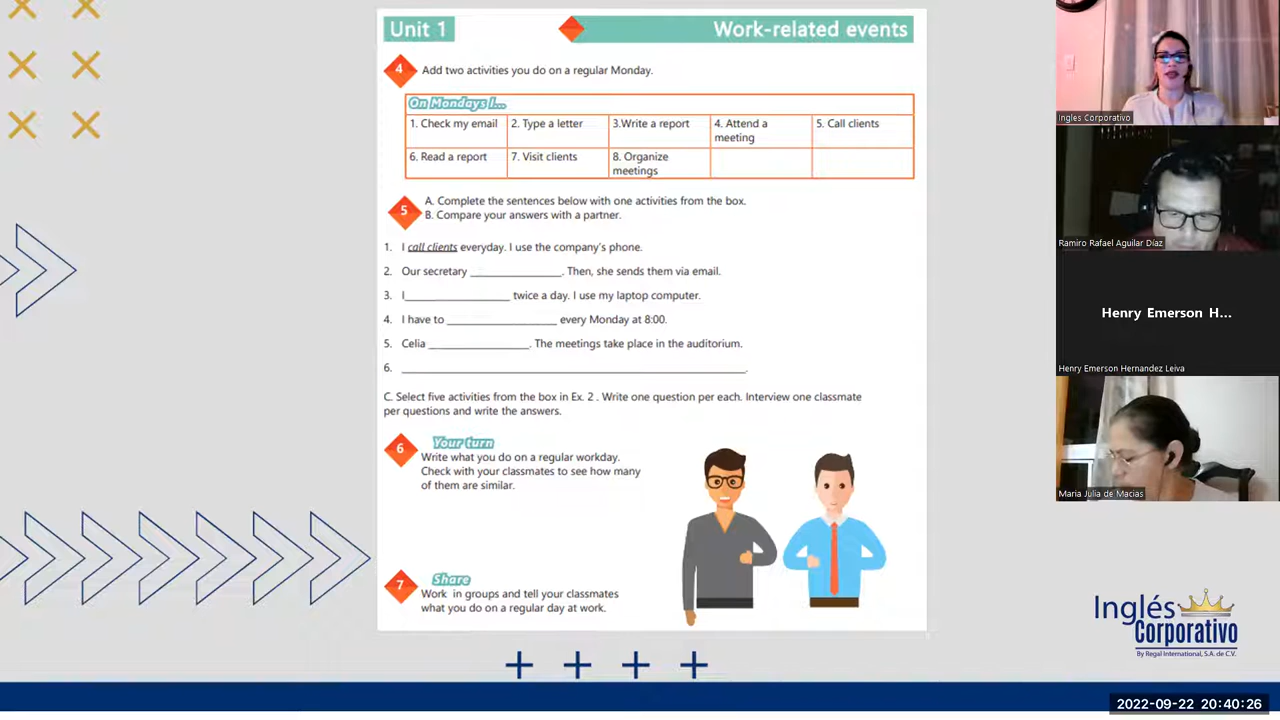 Unit 1
Work-related events
4
Add two activities you do on a regular Monday.
On Mondays I...
1. Check my email
2. Type a letter
3.Write a report
4. Attend a
meeting
5. Call clients
6. Read a report
7. Visit clients
8. Organize
meetings
5
A. Complete the sentences below with one activities from the box.
B. Compare your answers with a partner.
1. I call clients everyday. I use the company's phone.
2. Our secretary _______________. Then, she sends them via email.
3. I_________________ twice a day. I use my laptop computer.
4. I have to __________________ every Monday at 8:00.
5. Celia ________________. The meetings take place in the auditorium.
6. _________________________________________________________.
C. Select five activities from the box in Ex. 2 . Write one question per each. Interview one classmate
per questions and write the answers.
6
Your turn
Write what you do on a regular workday.
Check with your classmates to see how many
of them are similar.
7
Share
Work in groups and tell your classmates
what you do on a regular day at work.
Ingles Corporativo
Ramiro Rafael Aguilar Díaz
Henry Emerson H...
Henry Emerson Hernandez Leiva
Maria Julia de Macias
Inglés
Corporativo
By Regal International, S.A. de C.V.
2022-09-22 20:40:26